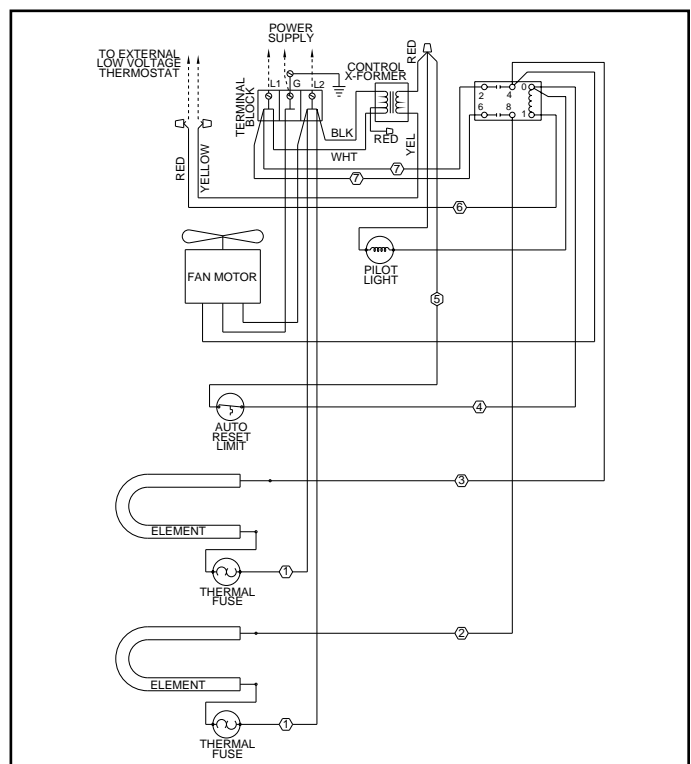 POWER
SUPPLY
TO EXTERNAL
LOW VOLTAGE
THERMOSTAT
CONTROL
X-FORMER
RED
TERMINAL
BLOCK
L1 G L2
2 4 0
6 8 1
BLK
WHT
RED
YEL
RED
YELLOW
7
7
6
FAN MOTOR
PILOT
LIGHT
5
AUTO
RESET
LIMIT
4
3
ELEMENT
1
THERMAL
FUSE
2
ELEMENT
1
THERMAL
FUSE